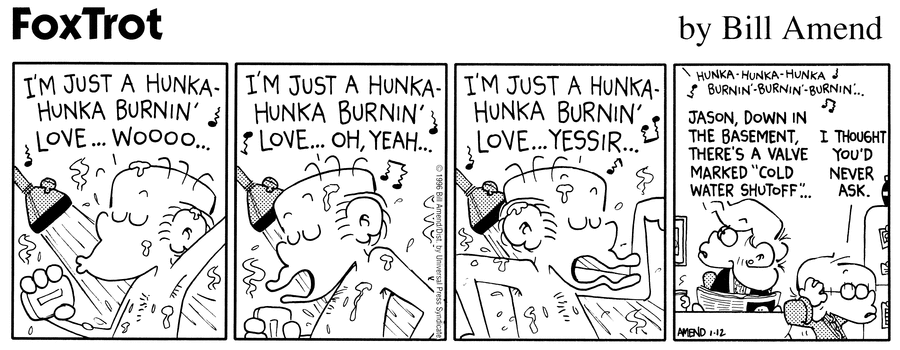 FoxTrot
by Bill Amend
I'M JUST A HUNKA-
HUNKA BURNIN'
LOVE... WOOOO...
I'M JUST A HUNKA-
HUNKA BURNIN'
LOVE... OH, YEAH...
© 1996 Bill Amend/Dist. by Universal Press Syndicate
I'M JUST A HUNKA-
HUNKA BURNIN'
LOVE... YESSIR...
HUNKA-HUNKA-HUNKA
BURNIN'-BURNIN'-BURNIN'...
JASON, DOWN IN
THE BASEMENT,
THERE'S A VALVE
MARKED "COLD
WATER SHUTOFF"...
I THOUGHT
YOU'D
NEVER
ASK.
AMEND 1-12